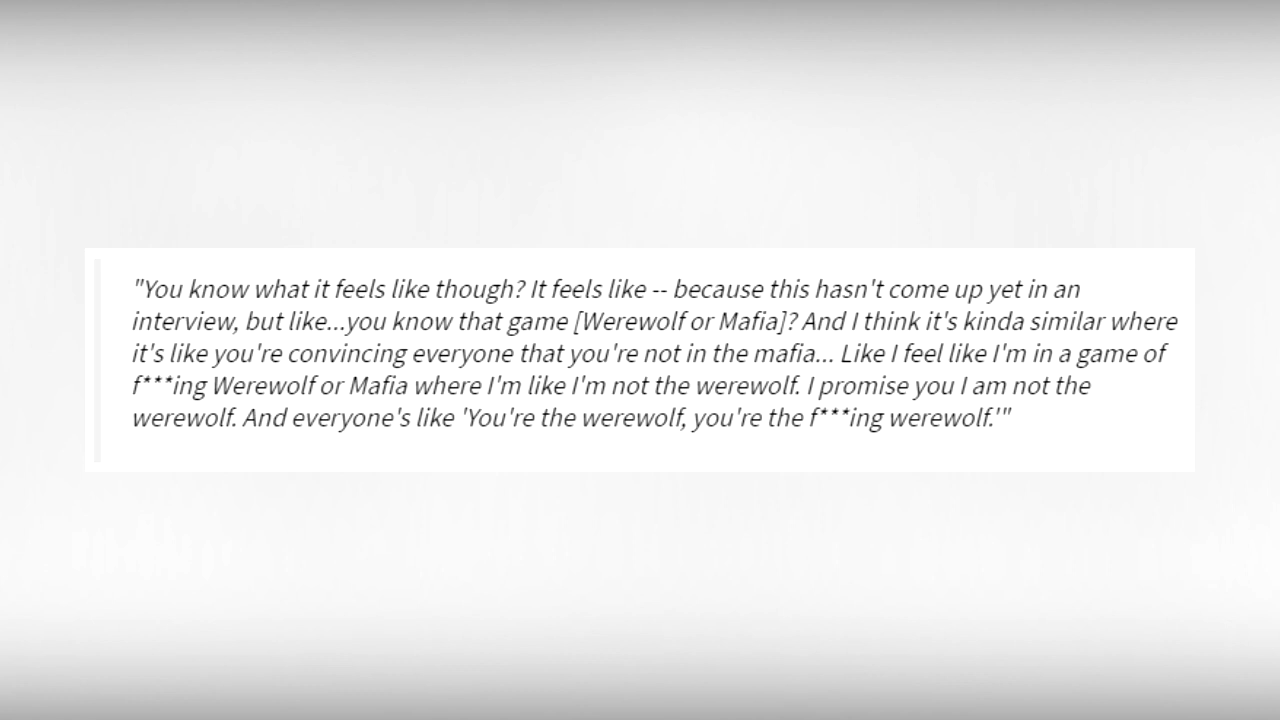 "You know what it feels like though? It feels like -- because this hasn't come up yet in an
interview, but like...you know that game [Werewolf or Mafia]? And I think it's kinda similar where
it's like you're convincing everyone that you're not in the mafia... Like I feel like I'm in a game of
f***ing Werewolf or Mafia where I'm like I'm not the werewolf. I promise you I am not the
werewolf. And everyone's like 'You're the werewolf, you're the f***ing werewolf.'"